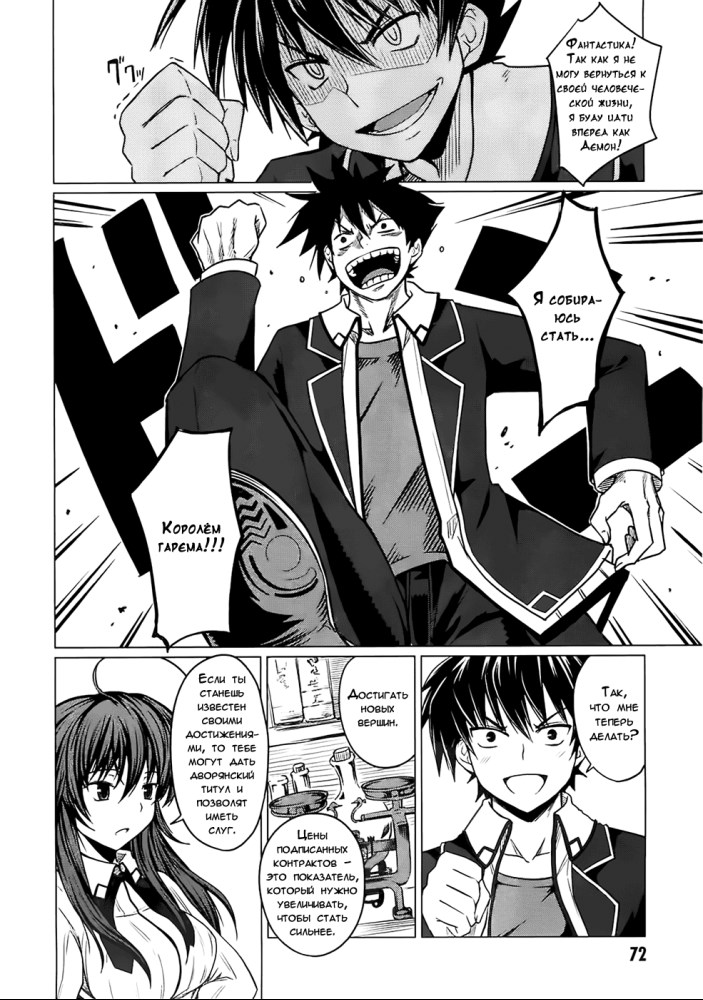 Фантастика!
Так как я не
могу вернуться к
своей человече-
ской жизни,
я буду идти
вперед как
Демон!
Я собира-
юсь
стать...
Королём
гарема!!!
Так,
что мне
теперь
делать?
Достигать
новых
вершин.
Цены
подписанных
контрактов –
это показатель,
который нужно
увеличивать,
чтобы стать
сильнее.
Если ты
станешь
известен
своими
достижения-
ми, то тебе
могут дать
дворянский
титул и
позволят
иметь
слуг.
72